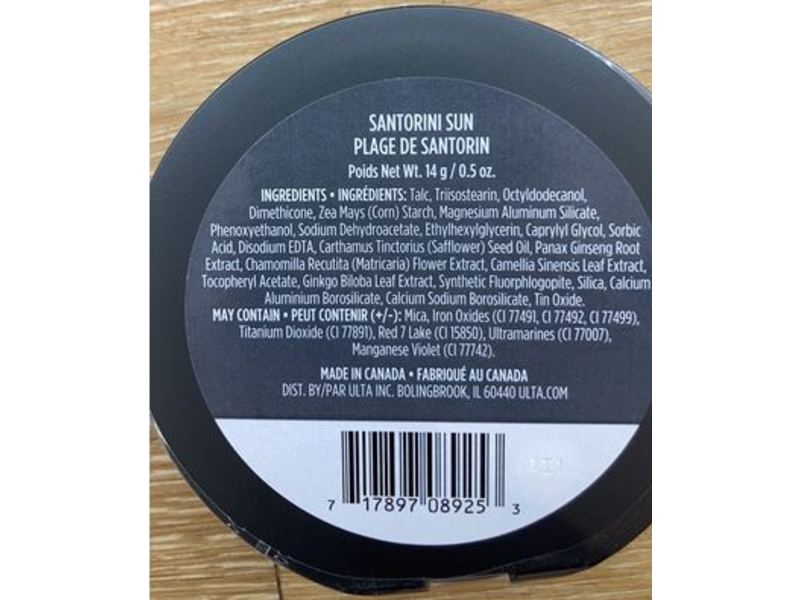 SANTORINI SUN
PLAGE DE SANTORIN
Poids Net Wt. 14 g / 0.5 oz.
INGREDIENTS • INGRÉDIENTS: Talc, Triisostearin, Octyldodecanol,
Dimethicone, Zea Mays (Corn) Starch, Magnesium Aluminum Silicate,
Phenoxyethanol, Sodium Dehydroacetate, Ethylhexylglycerin, Caprylyl Glycol, Sorbic
Acid, Disodium EDTA, Carthamus Tinctorius (Safflower) Seed Oil, Panax Ginseng Root
Extract, Chamomilla Recutita (Matricaria) Flower Extract, Camellia Sinensis Leaf Extract,
Tocopheryl Acetate, Ginkgo Biloba Leaf Extract, Synthetic Fluorphlogopite, Silica, Calcium
Aluminium Borosilicate, Calcium Sodium Borosilicate, Tin Oxide.
MAY CONTAIN • PEUT CONTENIR (+/-): Mica, Iron Oxides (CI 77491, CI 77492, CI 77499),
Titanium Dioxide (CI 77891), Red 7 Lake (CI 15850), Ultramarines (CI 77007),
Manganese Violet (CI 77742).
MADE IN CANADA • FABRIQUÉ AU CANADA
DIST. BY/PAR ULTA INC. BOLINGBROOK, IL 60440 ULTA.COM
7 17897 08925 3